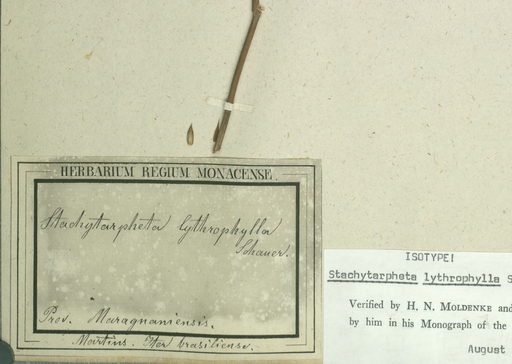 HERBARIUM REGIUM MONACENSE.
Stachytarpheta lythrophylla
Schauer.
Prov. Maragnaniensis.
Martius. Iter brasiliense.
ISOTYPE!
Stachytarpheta lythrophylla S
Verified by H. N. MOLDENKE and
by him in his Monograph of the
August